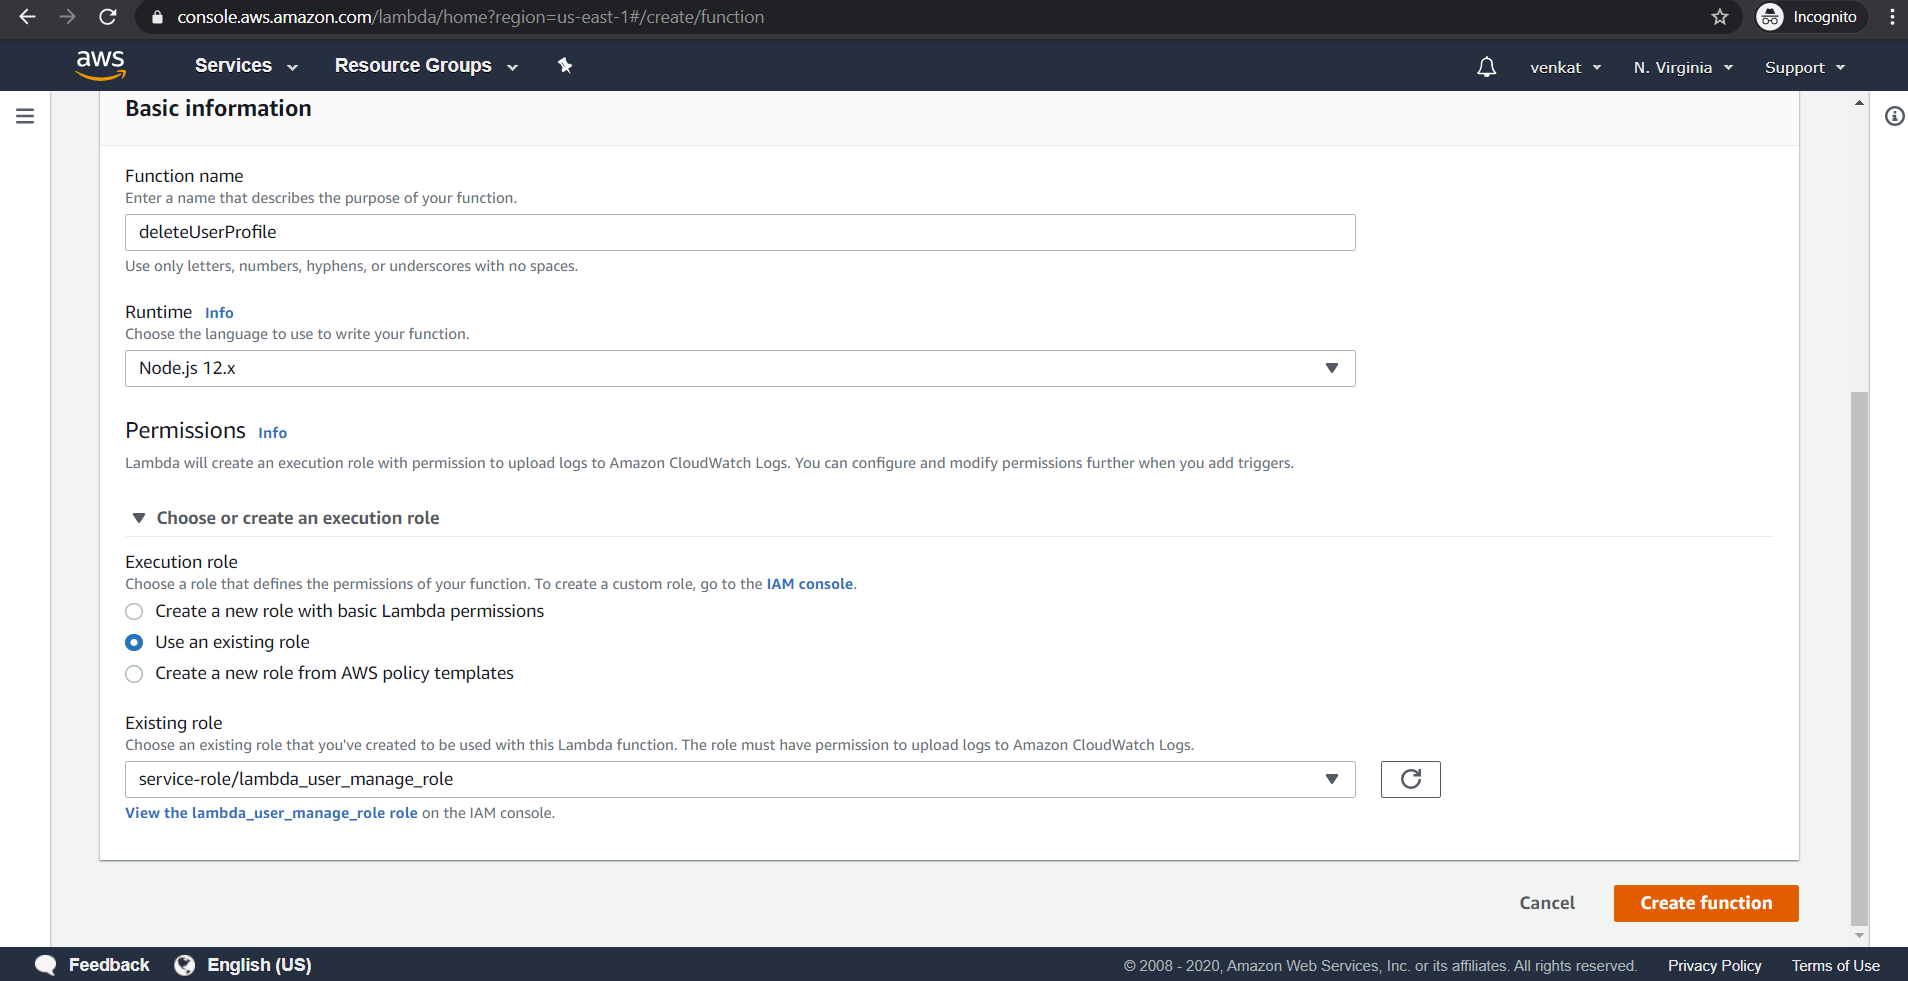 console.aws.amazon.com/lambda/home?region=us-east-1#/create/function
Incognito
aws
Services
Resource Groups
venkat
N. Virginia
Support
Basic information
Function name
Enter a name that describes the purpose of your function.
deleteUserProfile
Use only letters, numbers, hyphens, or underscores with no spaces.
Runtime Info
Choose the language to use to write your function.
Node.js 12.x
Permissions Info
Lambda will create an execution role with permission to upload logs to Amazon CloudWatch Logs. You can configure and modify permissions further when you add triggers.
Choose or create an execution role
Execution role
Choose a role that defines the permissions of your function. To create a custom role, go to the IAM console.
Create a new role with basic Lambda permissions
Use an existing role
Create a new role from AWS policy templates
Existing role
Choose an existing role that you've created to be used with this Lambda function. The role must have permission to upload logs to Amazon CloudWatch Logs.
service-role/lambda_user_manage_role
View the lambda_user_manage_role role on the IAM console.
Cancel
Create function
Feedback
English (US)
© 2008 - 2020, Amazon Web Services, Inc. or its affiliates. All rights reserved.
Privacy Policy
Terms of Use